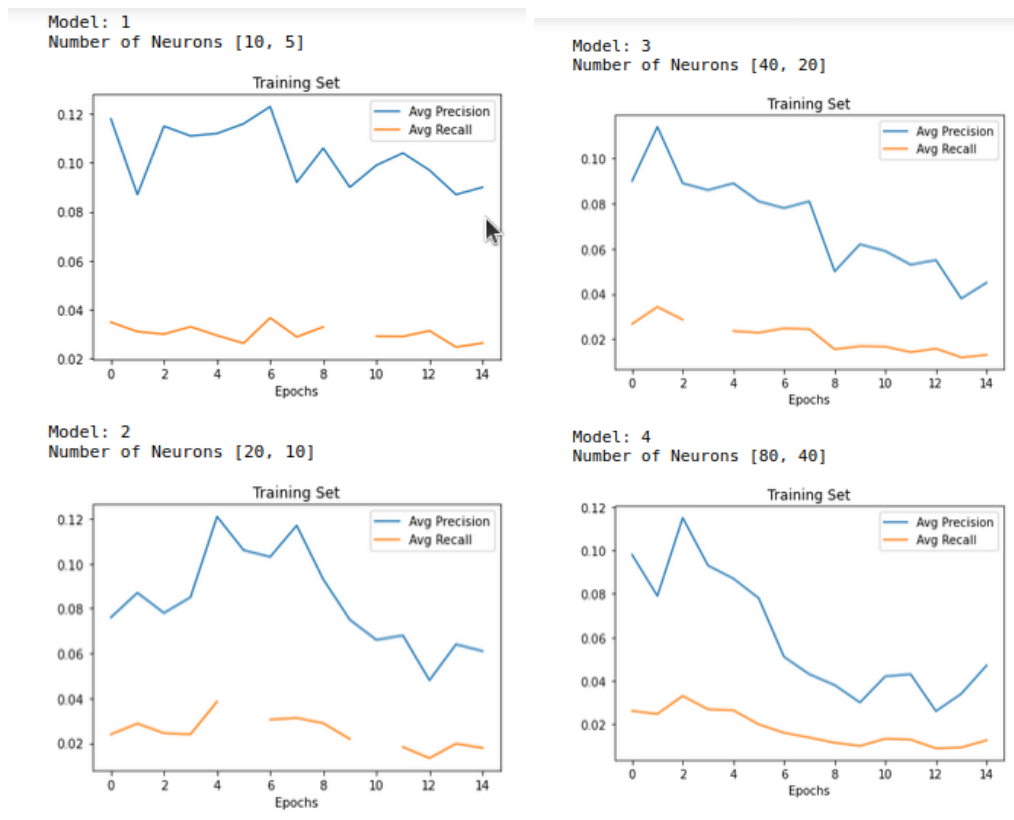 Model: 1
Number of Neurons [10, 5]
Training Set
Avg Precision
Avg Recall
0.12
0.10
0.08
0.06
0.04
0.02
0 2 4 6 8 10 12 14
Epochs
Model: 2
Number of Neurons [20, 10]
Training Set
Avg Precision
Avg Recall
0.12
0.10
0.08
0.06
0.04
0.02
0 2 4 6 8 10 12 14
Epochs
Model: 3
Number of Neurons [40, 20]
Training Set
Avg Precision
Avg Recall
0.10
0.08
0.06
0.04
0.02
0 2 4 6 8 10 12 14
Epochs
Model: 4
Number of Neurons [80, 40]
Training Set
Avg Precision
Avg Recall
0.12
0.10
0.08
0.06
0.04
0.02
0 2 4 6 8 10 12 14
Epochs